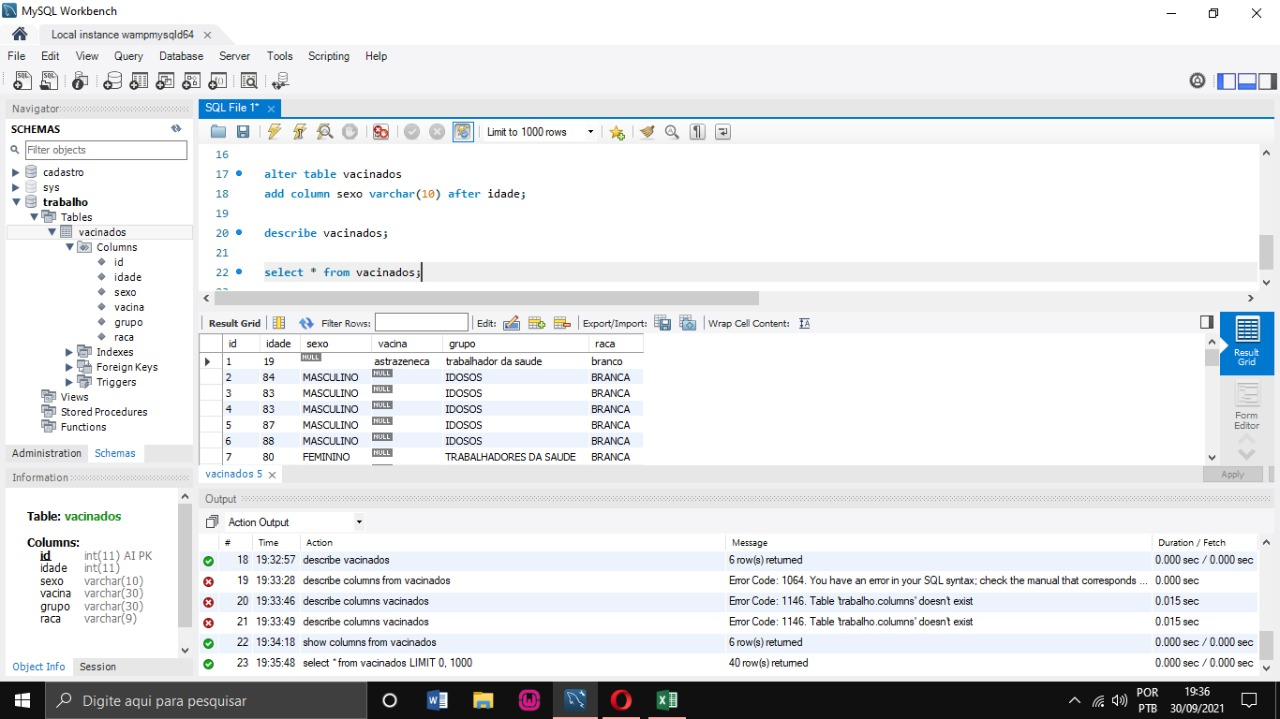 MySQL Workbench
Local instance wampmysqld64
File Edit View Query Database Server Tools Scripting Help
Navigator
SCHEMAS
Filter objects
cadastro
sys
trabalho
Tables
vacinados
Columns
id
idade
sexo
vacina
grupo
raca
Indexes
Foreign Keys
Triggers
Views
Stored Procedures
Functions
Administration Schemas
Information
Table: vacinados
Columns:
id int(11) AI PK
idade int(11)
sexo varchar(10)
vacina varchar(30)
grupo varchar(30)
raca varchar(9)
Object Info Session
SQL File 1*
Limit to 1000 rows
16
17 alter table vacinados
18 add column sexo varchar(10) after idade;
19
20 describe vacinados;
21
22 select * from vacinados;
Result Grid Filter Rows: Edit: Export/Import: Wrap Cell Content:
id idade sexo vacina grupo raca
1 19 NULL astrazeneca trabalhador da saude branco
2 84 MASCULINO NULL IDOSOS BRANCA
3 83 MASCULINO NULL IDOSOS BRANCA
4 83 MASCULINO NULL IDOSOS BRANCA
5 87 MASCULINO NULL IDOSOS BRANCA
6 88 MASCULINO NULL IDOSOS BRANCA
7 80 FEMININO NULL TRABALHADORES DA SAUDE BRANCA
Result
Grid
Form
Editor
vacinados 5
Apply
Output
Action Output
# Time Action Message Duration / Fetch
18 19:32:57 describe vacinados 6 row(s) returned 0.000 sec / 0.000 sec
19 19:33:28 describe columns from vacinados Error Code: 1064. You have an error in your SQL syntax; check the manual that corresponds ... 0.000 sec
20 19:33:46 describe columns vacinados Error Code: 1146. Table 'trabalho.columns' doesn't exist 0.015 sec
21 19:33:49 describe columns vacinados Error Code: 1146. Table 'trabalho.columns' doesn't exist 0.015 sec
22 19:34:18 show columns from vacinados 6 row(s) returned 0.000 sec / 0.000 sec
23 19:35:48 select * from vacinados LIMIT 0, 1000 40 row(s) returned 0.000 sec / 0.000 sec
Digite aqui para pesquisar
POR
PTB
19:36
30/09/2021